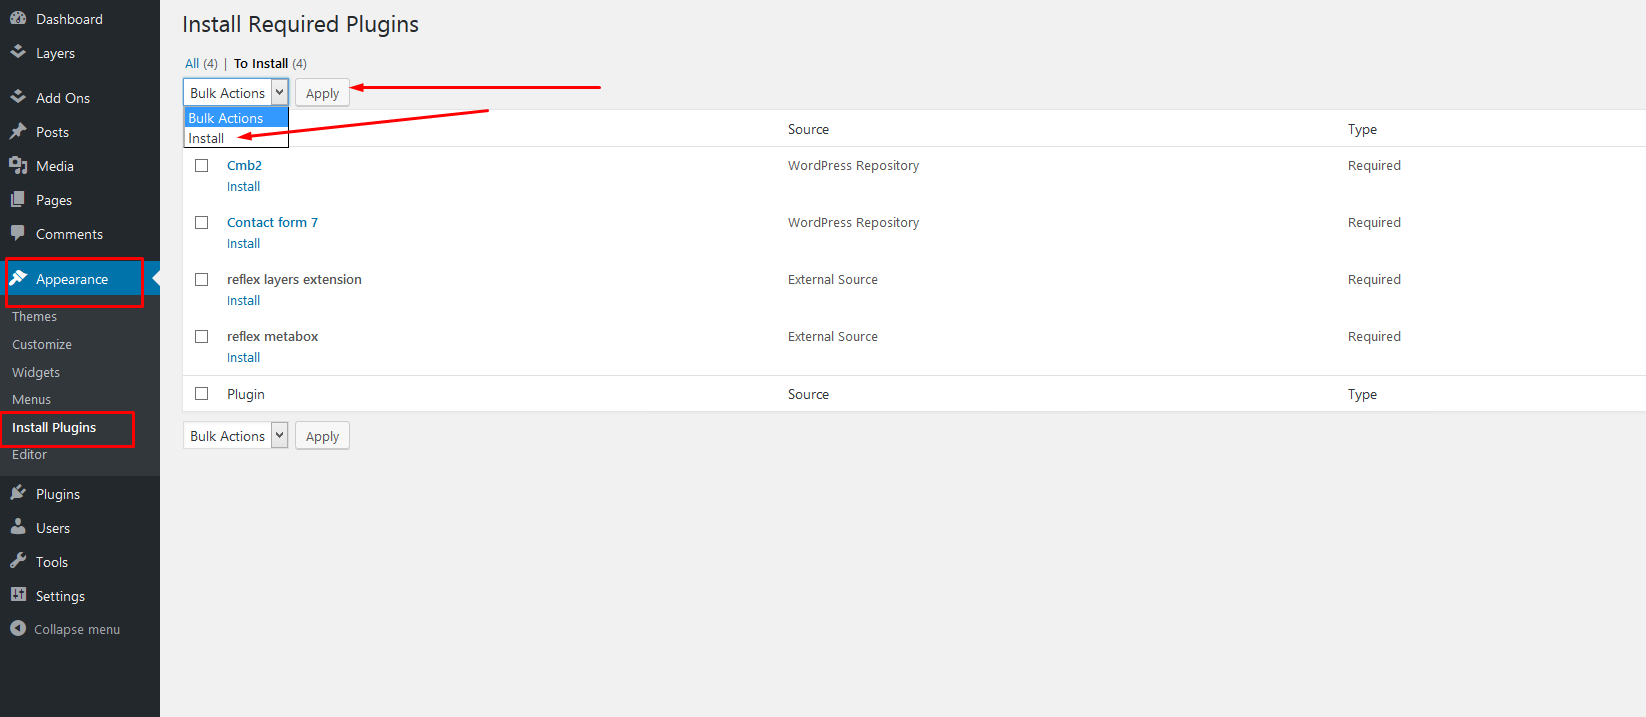 Dashboard
Layers
Add Ons
Posts
Media
Pages
Comments
Appearance
Themes
Customize
Widgets
Menus
Install Plugins
Editor
Plugins
Users
Tools
Settings
Collapse menu
Install Required Plugins
All (4) | To Install (4)
Bulk Actions Apply
Bulk Actions
Install
Source Type
Cmb2 WordPress Repository Required
Install
Contact form 7 WordPress Repository Required
Install
reflex layers extension External Source Required
Install
reflex metabox External Source Required
Install
Plugin Source Type
Bulk Actions Apply